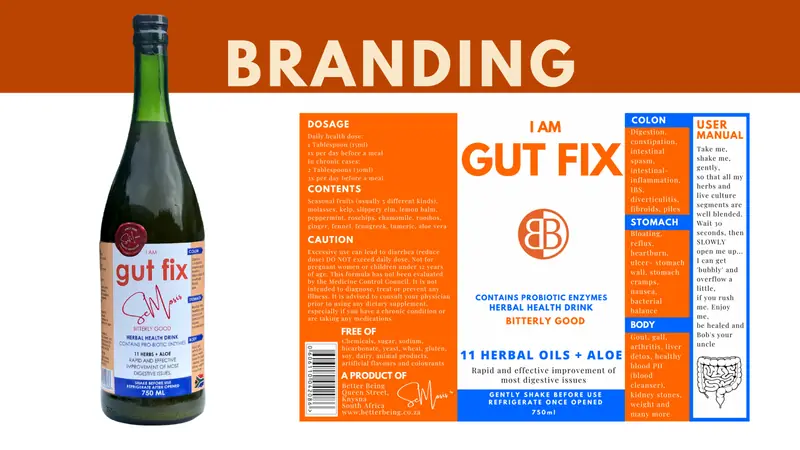 BRANDING
I AM
gut fix
BITTERLY GOOD
HERBAL HEALTH DRINK
CONTAINS PRO-BIOTIC ENZYMES
11 HERBS + ALOE
RAPID AND EFFECTIVE
IMPROVEMENT OF MOST
DIGESTIVE ISSUES
SHAKE BEFORE USE
REFRIGERATE AFTER OPENED
750 ML
COLON
STOMACH
BODY
DOSAGE
Daily health dose:
1 Tablespoon (15ml)
1x per day before a meal
In chronic cases:
2 Tablespoons (30ml)
before a meal
CONTENTS
Seasonal fruits (usually 3 different kinds),
molasses, kelp, slippery elm, lemon balm,
peppermint, rosehips, chamomile, rooibos,
ginger, fennel, fenugreek, tumeric, aloe vera
CAUTION
Excessive use can lead to diarrhea (reduce
dose) DO NOT exceed daily dose. Not for
pregnant women or children under 12 years
of age. This Formula has not been evaluated
by the Medicine Control Council. It is not
intended to diagnose, treat or prevent any
illness. It is advised to consult your physician
prior to using any dietary supplement,
especially if you have a chronic condition or
are taking any medications
FREE OF
Chemicals, sugar, sodium,
bicarbonate, yeast, wheat, gluten,
soy, dairy, animal products,
artificial flavours and colourants
A PRODUCT OF
Better Being
Queen Street,
Knysna
South Africa
www.betterbeing.co.za
I AM
GUT FIX
CONTAINS PROBIOTIC ENZYMES
HERBAL HEALTH DRINK
BITTERLY GOOD
11 HERBAL OILS + ALOE
Rapid and effective improvement of
most digestive issues
GENTLY SHAKE BEFORE USE
REFRIGERATE ONCE OPENED
750ml
COLON
Digestion,
constipation,
intestinal
spasm,
intestinal-
inflammation,
IBS,
diverticulitis,
fibroids, piles
STOMACH
Bloating,
reflux,
heartburn,
ulcer- stomach
wall, stomach
cramps,
nausea,
bacterial
balance
BODY
Gout, gall,
arthritis, liver
detox, healthy
blood PH
(blood
cleanser),
kidney stones,
weight and
many more
USER
MANUAL
Take me,
shake me,
gently,
so that all my
herbs and
live culture
segments are
well blended.
Wait 30
seconds, then
SLOWLY
open me up...
I can get
'bubbly' and
overflow a
little,
if you rush
me. Enjoy
me,
be healed and
Bob's your
uncle